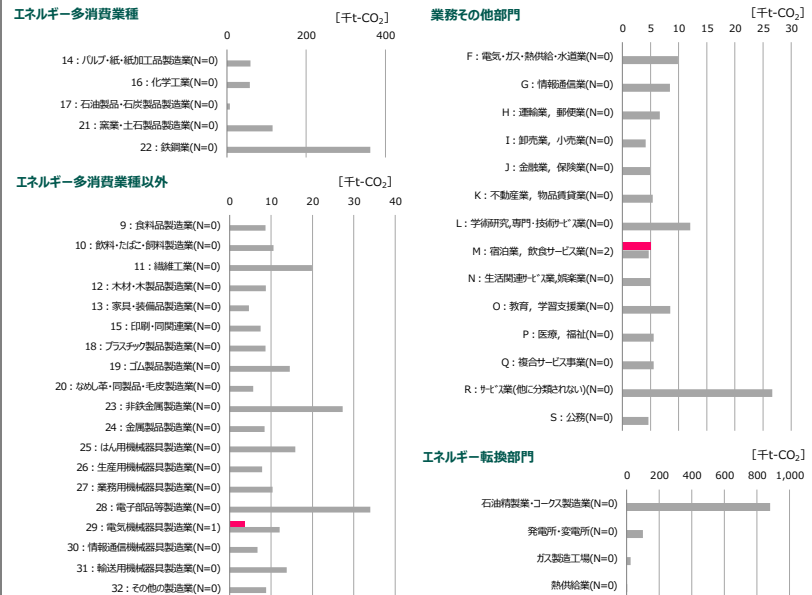 エネルギー多消費業種
[千t-CO₂]
0 200 400
14：パルプ・紙・紙加工品製造業(N=0)
16：化学工業(N=0)
17：石油製品・石炭製品製造業(N=0)
21：窯業・土石製品製造業(N=0)
22：鉄鋼業(N=0)
エネルギー多消費業種以外
[千t-CO₂]
0 10 20 30 40
9：食料品製造業(N=0)
10：飲料・たばこ・飼料製造業(N=0)
11：繊維工業(N=0)
12：木材・木製品製造業(N=0)
13：家具・装備品製造業(N=0)
15：印刷・同関連業(N=0)
18：プラスチック製品製造業(N=0)
19：ゴム製品製造業(N=0)
20：なめし革・同製品・毛皮製造業(N=0)
23：非鉄金属製造業(N=0)
24：金属製品製造業(N=0)
25：はん用機械器具製造業(N=0)
26：生産用機械器具製造業(N=0)
27：業務用機械器具製造業(N=0)
28：電子部品等製造業(N=0)
29：電気機械器具製造業(N=1)
30：情報通信機械器具製造業(N=0)
31：輸送用機械器具製造業(N=0)
32：その他の製造業(N=0)
業務その他部門
[千t-CO₂]
0 5 10 15 20 25 30
F：電気・ガス・熱供給・水道業(N=0)
G：情報通信業(N=0)
H：運輸業，郵便業(N=0)
I：卸売業，小売業(N=0)
J：金融業，保険業(N=0)
K：不動産業，物品賃貸業(N=0)
L：学術研究,専門・技術ｻｰﾋﾞｽ業(N=0)
M：宿泊業，飲食サービス業(N=2)
N：生活関連ｻｰﾋﾞｽ業,娯楽業(N=0)
O：教育，学習支援業(N=0)
P：医療，福祉(N=0)
Q：複合サービス事業(N=0)
R：ｻｰﾋﾞｽ業(他に分類されない)(N=0)
S：公務(N=0)
エネルギー転換部門
[千t-CO₂]
0 200 400 600 800 1,000
石油精製業・コークス製造業(N=0)
発電所・変電所(N=0)
ガス製造工場(N=0)
熱供給業(N=0)